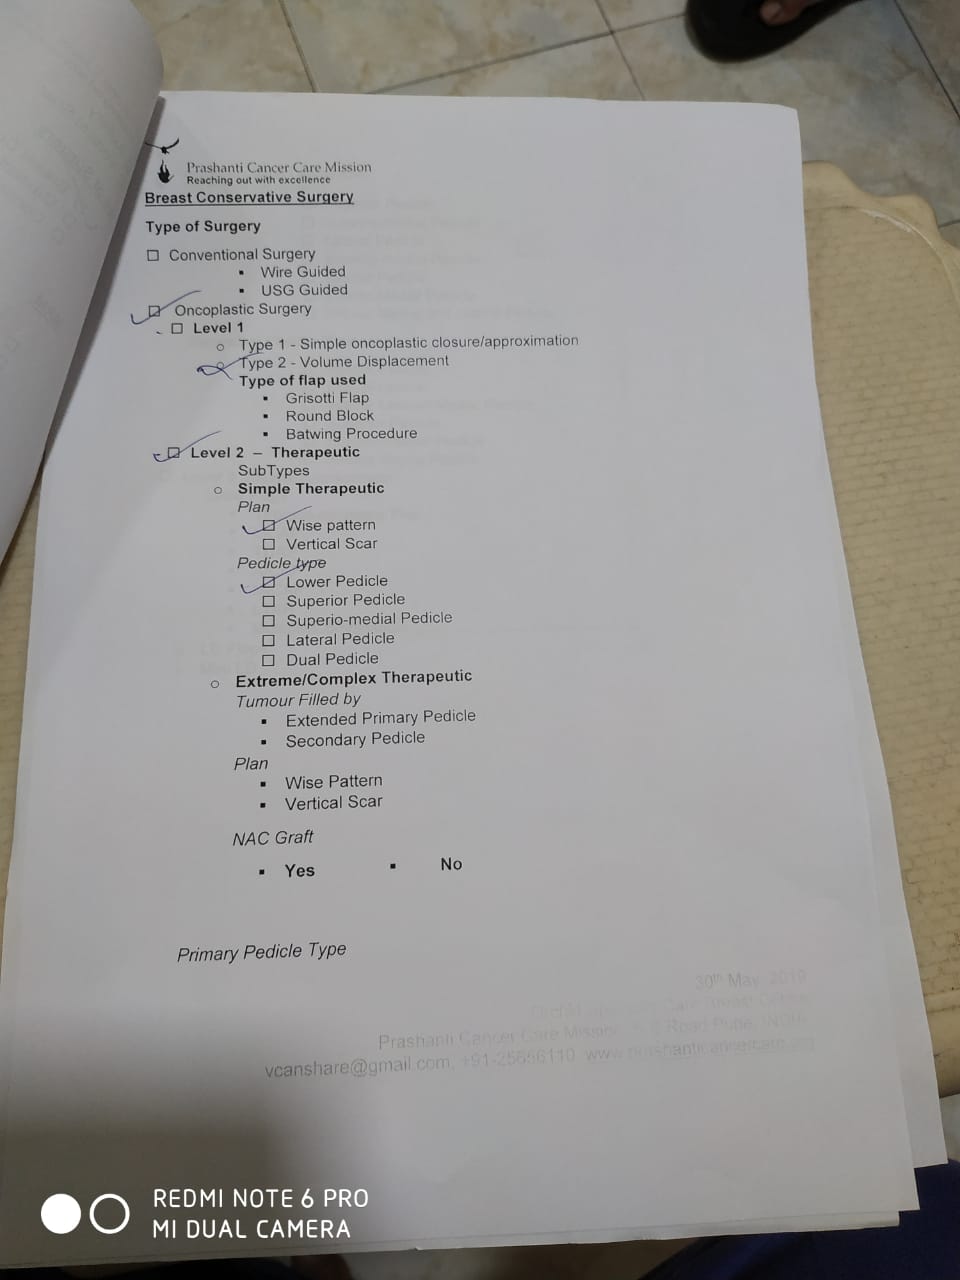 Prashanti Cancer Care Mission
Reaching out with excellence
Breast Conservative Surgery
Type of Surgery
☐ Conventional Surgery
▪ Wire Guided
▪ USG Guided
☑ Oncoplastic Surgery
☐ Level 1
○ Type 1 - Simple oncoplastic closure/approximation
○ Type 2 - Volume Displacement
Type of flap used
▪ Grisotti Flap
▪ Round Block
▪ Batwing Procedure
☑ Level 2 – Therapeutic
SubTypes
○ Simple Therapeutic
Plan
☑ Wise pattern
☐ Vertical Scar
Pedicle type
☑ Lower Pedicle
☐ Superior Pedicle
☐ Superio-medial Pedicle
☐ Lateral Pedicle
☐ Dual Pedicle
○ Extreme/Complex Therapeutic
Tumour Filled by
▪ Extended Primary Pedicle
▪ Secondary Pedicle
Plan
▪ Wise Pattern
▪ Vertical Scar
NAC Graft
▪ Yes ▪ No
Primary Pedicle Type
30th May, 2019
Prashanti Cancer Care Mission, Road Pune, INDIA
vcanshare@gmail.com, www.prashanticancercare.org
REDMI NOTE 6 PRO
MI DUAL CAMERA